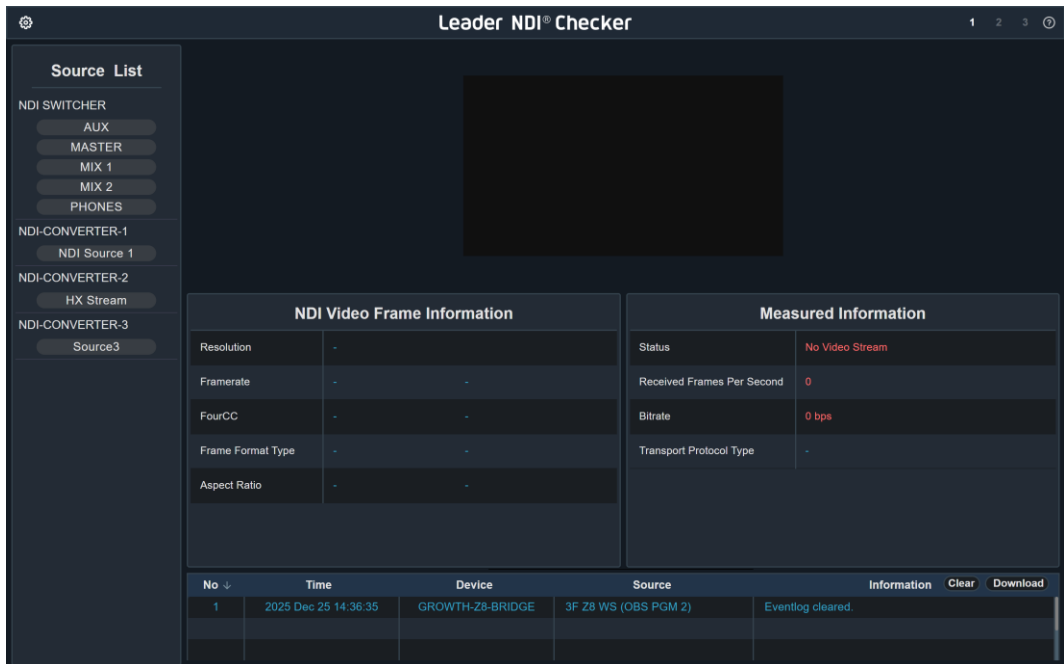 Leader NDI® Checker
1 2 3 ?
Source List
NDI SWITCHER
AUX
MASTER
MIX 1
MIX 2
PHONES
NDI-CONVERTER-1
NDI Source 1
NDI-CONVERTER-2
HX Stream
NDI-CONVERTER-3
Source3
NDI Video Frame Information
Resolution -
Framerate - -
FourCC - -
Frame Format Type - -
Aspect Ratio - -
Measured Information
Status No Video Stream
Received Frames Per Second 0
Bitrate 0 bps
Transport Protocol Type -
No ↓ Time Device Source Information Clear Download
1 2025 Dec 25 14:36:35 GROWTH-Z8-BRIDGE 3F Z8 WS (OBS PGM 2) Eventlog cleared.